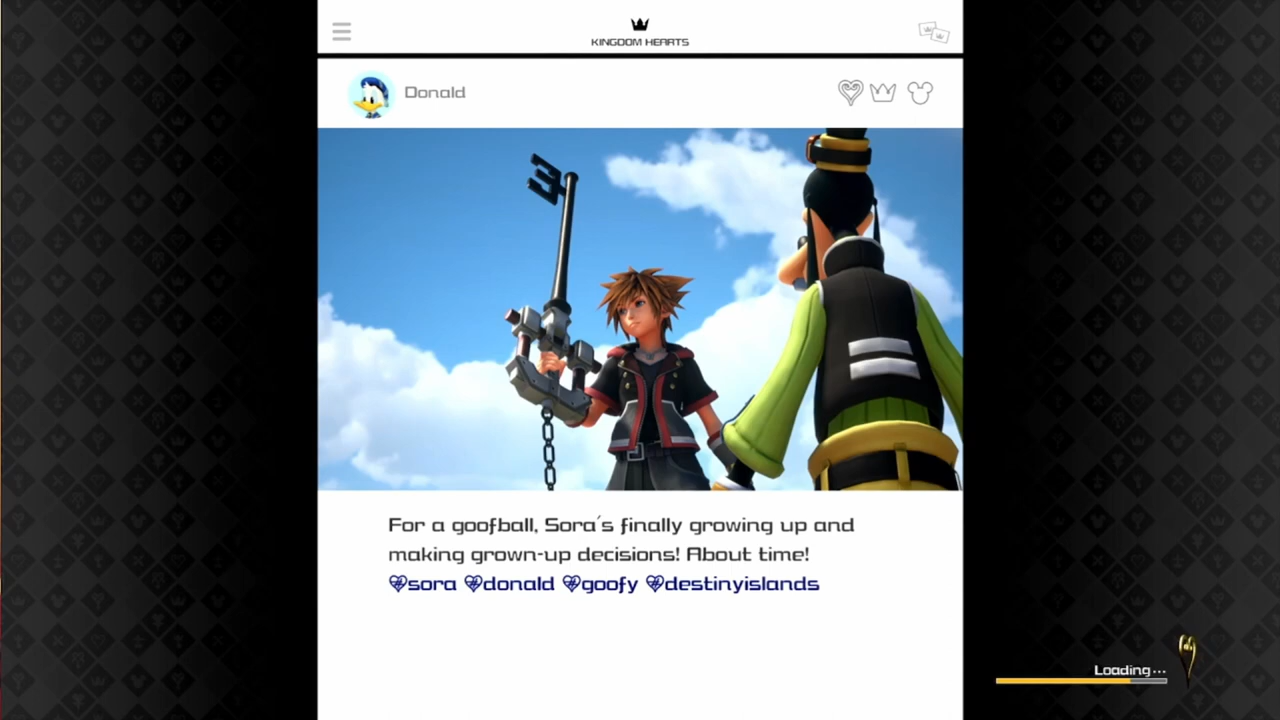 KINGDOM HEARTS
Donald
For a goofball, Sora's finally growing up and
making grown-up decisions! About time!
sora donald goofy destinyislands
Loading...